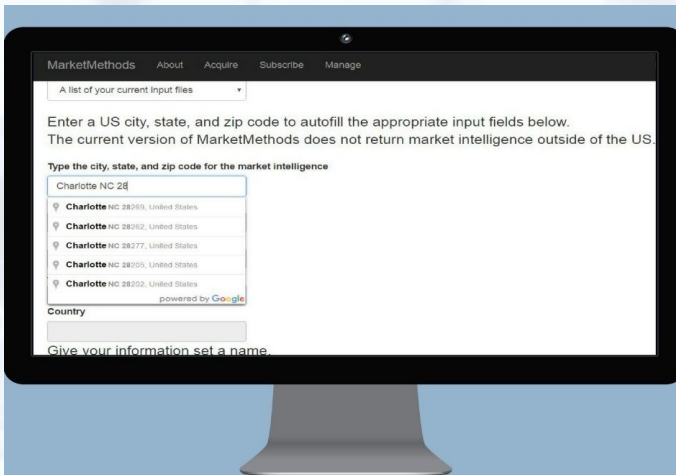 MarketMethods About Acquire Subscribe Manage
A list of your current input files
Enter a US city, state, and zip code to autofill the appropriate input fields below.
The current version of MarketMethods does not return market intelligence outside of the US.
Type the city, state, and zip code for the market intelligence
Charlotte NC 28
Charlotte NC 28269, United States
Charlotte NC 28262, United States
Charlotte NC 28277, United States
Charlotte NC 28205, United States
Charlotte NC 28202, United States
powered by Google
Country
Give your information set a name.